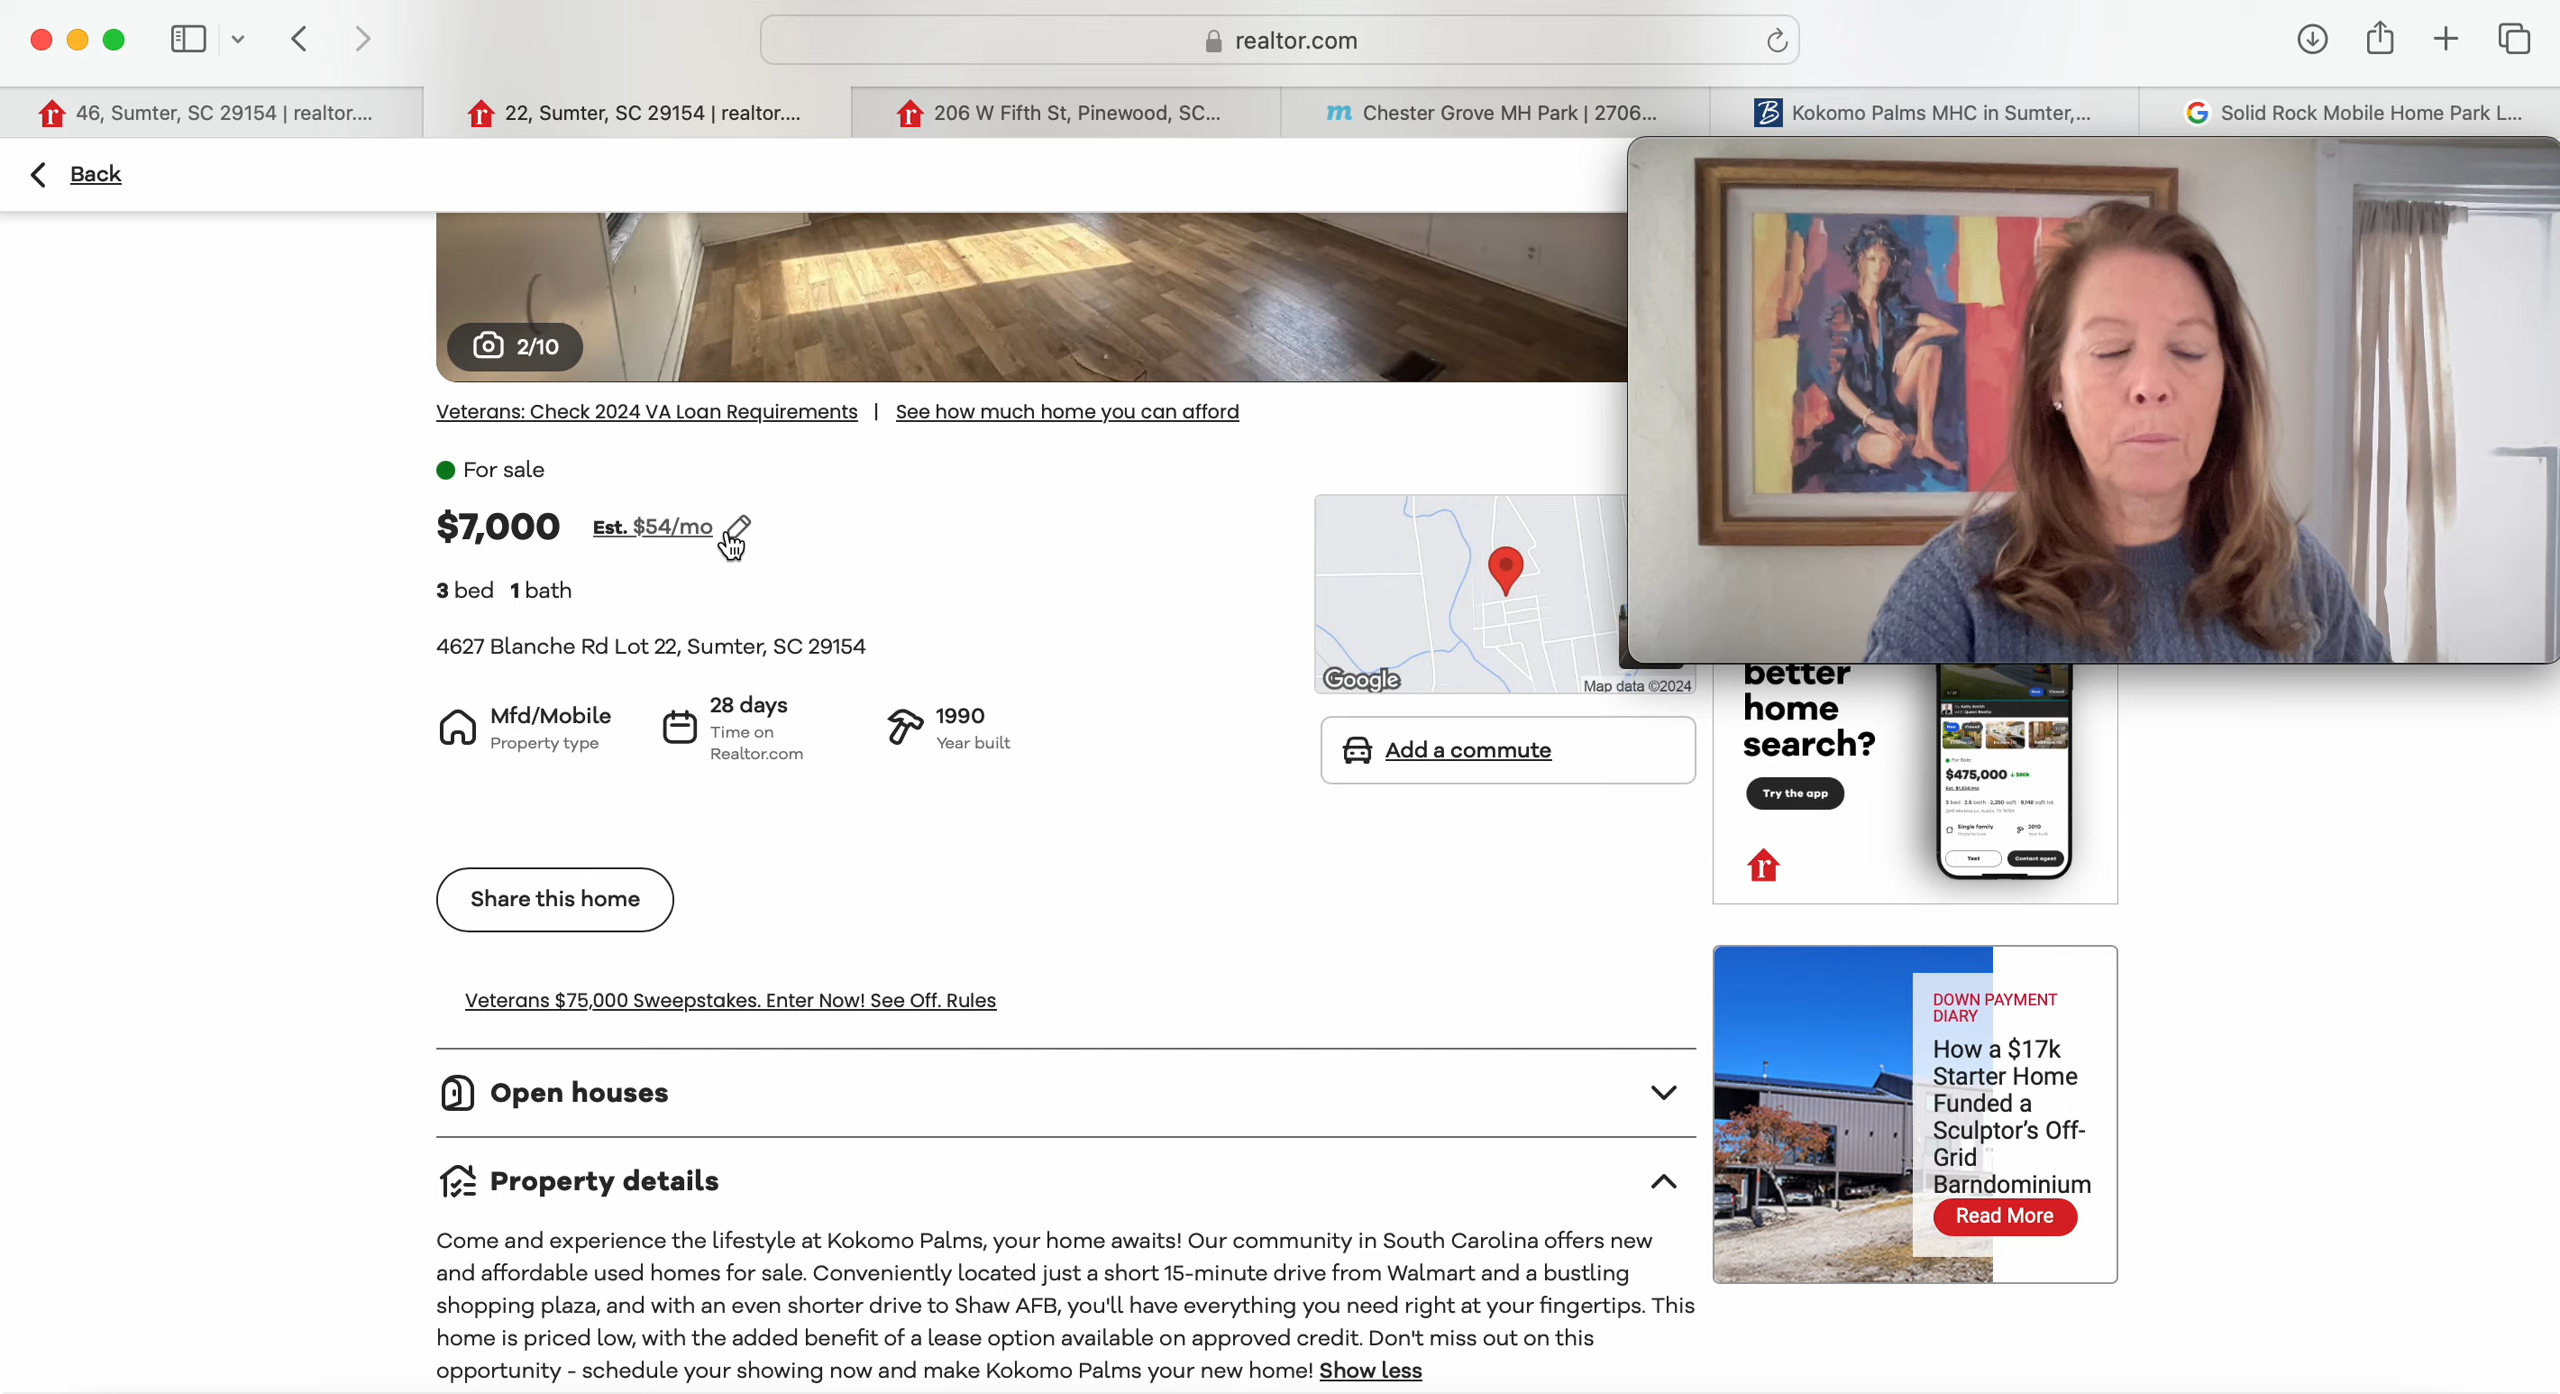 realtor.com
46, Sumter, SC 29154 | realtor....
22, Sumter, SC 29154 | realtor....
206 W Fifth St, Pinewood, SC...
Chester Grove MH Park | 2706...
Kokomo Palms MHC in Sumter,...
Solid Rock Mobile Home Park L...
Back
2/10
Veterans: Check 2024 VA Loan Requirements | See how much home you can afford
For sale
$7,000 Est. $54/mo
3 bed 1 bath
4627 Blanche Rd Lot 22, Sumter, SC 29154
Mfd/Mobile
Property type
28 days
Time on
Realtor.com
1990
Year built
Google
Map data ©2024
Add a commute
better
home
search?
Try the app
$475,000
Single family
2010
Text
Contact agent
Share this home
Veterans $75,000 Sweepstakes. Enter Now! See Off. Rules
Open houses
DOWN PAYMENT
DIARY
How a $17k
Starter Home
Funded a
Sculptor's Off-
Grid
Barndominium
Read More
Property details
Come and experience the lifestyle at Kokomo Palms, your home awaits! Our community in South Carolina offers new
and affordable used homes for sale. Conveniently located just a short 15-minute drive from Walmart and a bustling
shopping plaza, and with an even shorter drive to Shaw AFB, you'll have everything you need right at your fingertips. This
home is priced low, with the added benefit of a lease option available on approved credit. Don't miss out on this
opportunity - schedule your showing now and make Kokomo Palms your new home! Show less